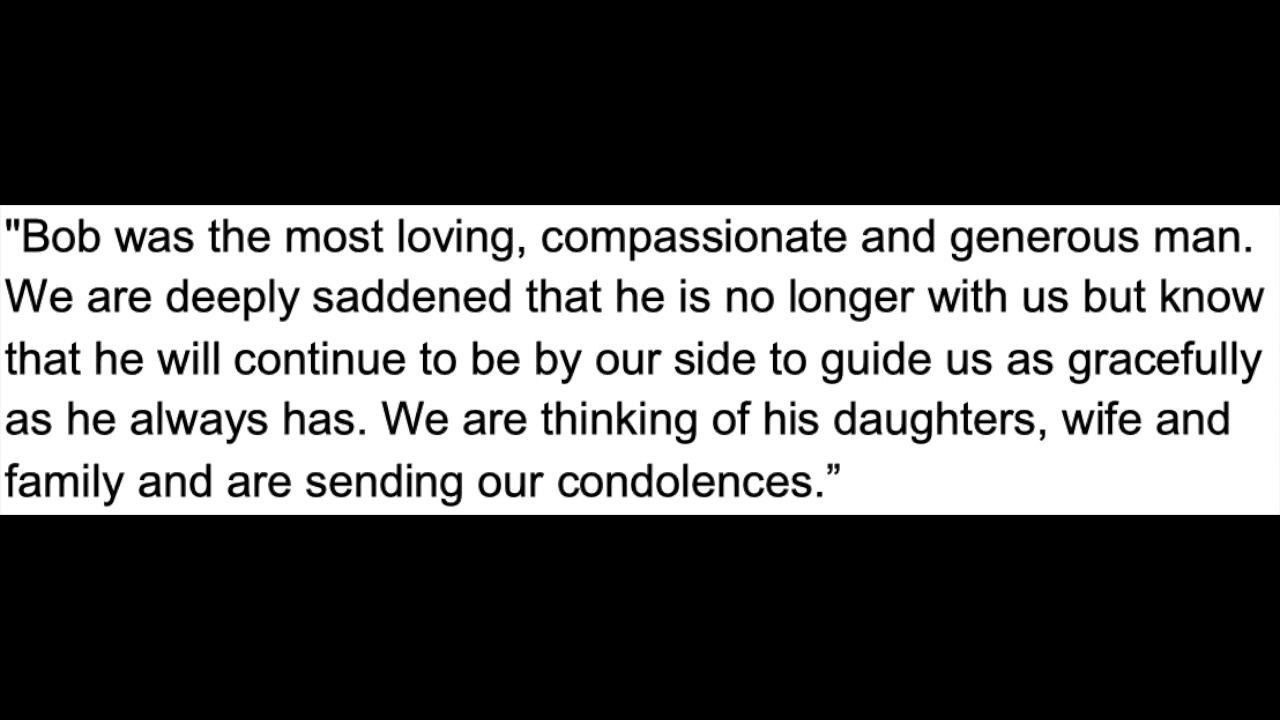 "Bob was the most loving, compassionate and generous man.
We are deeply saddened that he is no longer with us but know
that he will continue to be by our side to guide us as gracefully
as he always has. We are thinking of his daughters, wife and
family and are sending our condolences.”